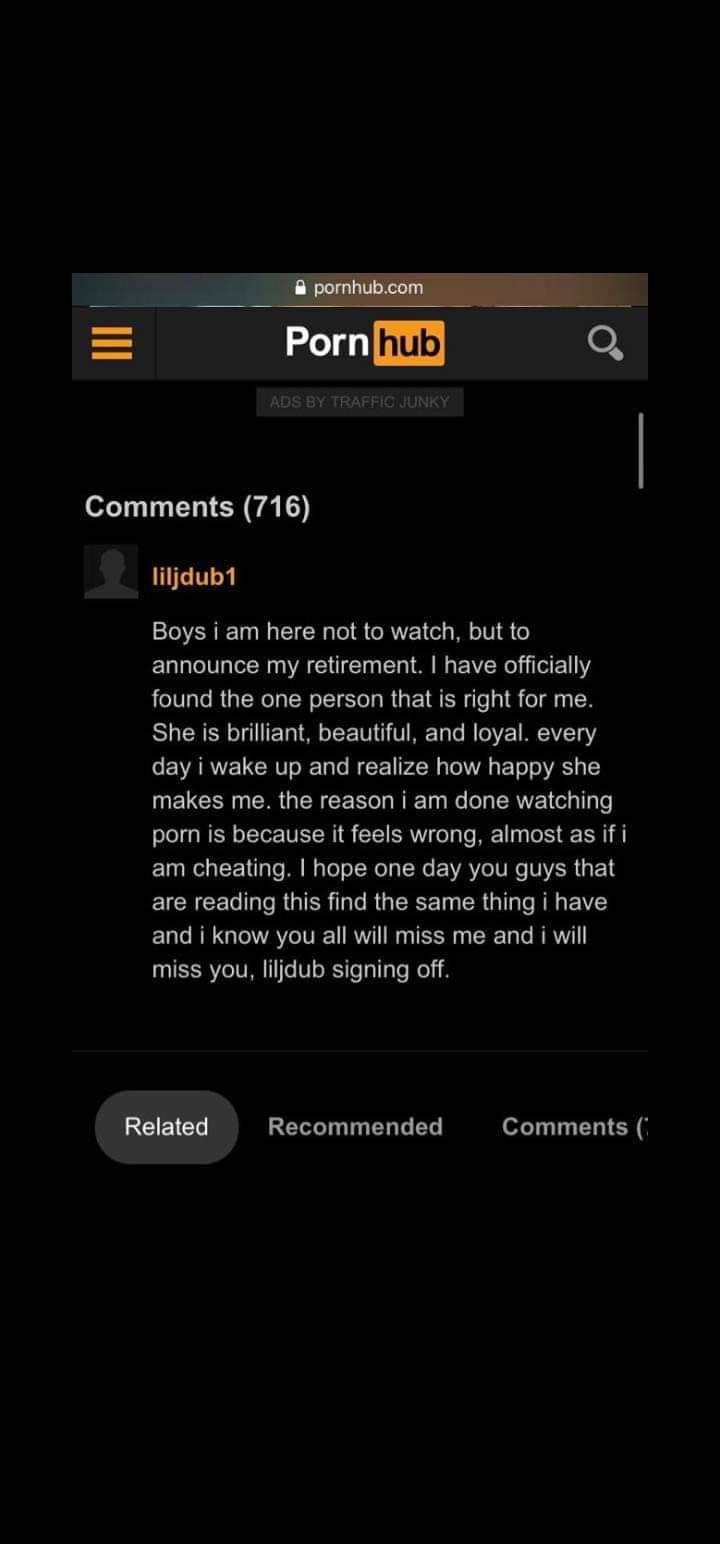 pornhub.com
Pornhub
ADS BY TRAFFIC JUNKY
Comments (716)
liljdub1
Boys i am here not to watch, but to
announce my retirement. I have officially
found the one person that is right for me.
She is brilliant, beautiful, and loyal. every
day i wake up and realize how happy she
makes me. the reason i am done watching
porn is because it feels wrong, almost as if i
am cheating. I hope one day you guys that
are reading this find the same thing i have
and i know you all will miss me and i will
miss you, liljdub signing off.
Related Recommended Comments (